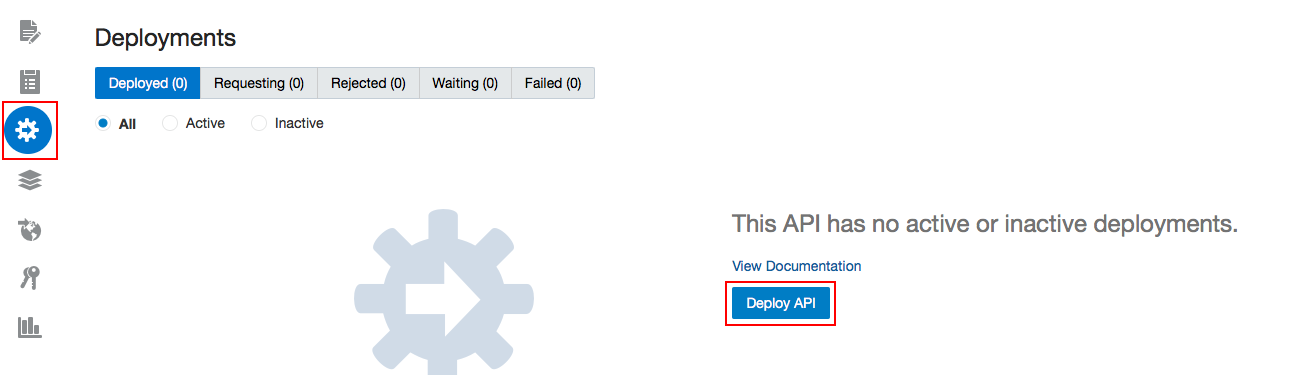 Deployments
Deployed (0) Requesting (0) Rejected (0) Waiting (0) Failed (0)
All Active Inactive
This API has no active or inactive deployments.
View Documentation
Deploy API